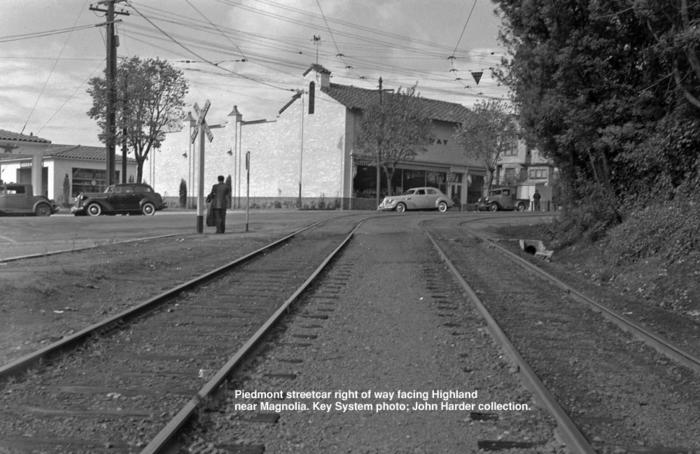 Piedmont streetcar right of way facing Highland
near Magnolia. Key System photo; John Harder collection.